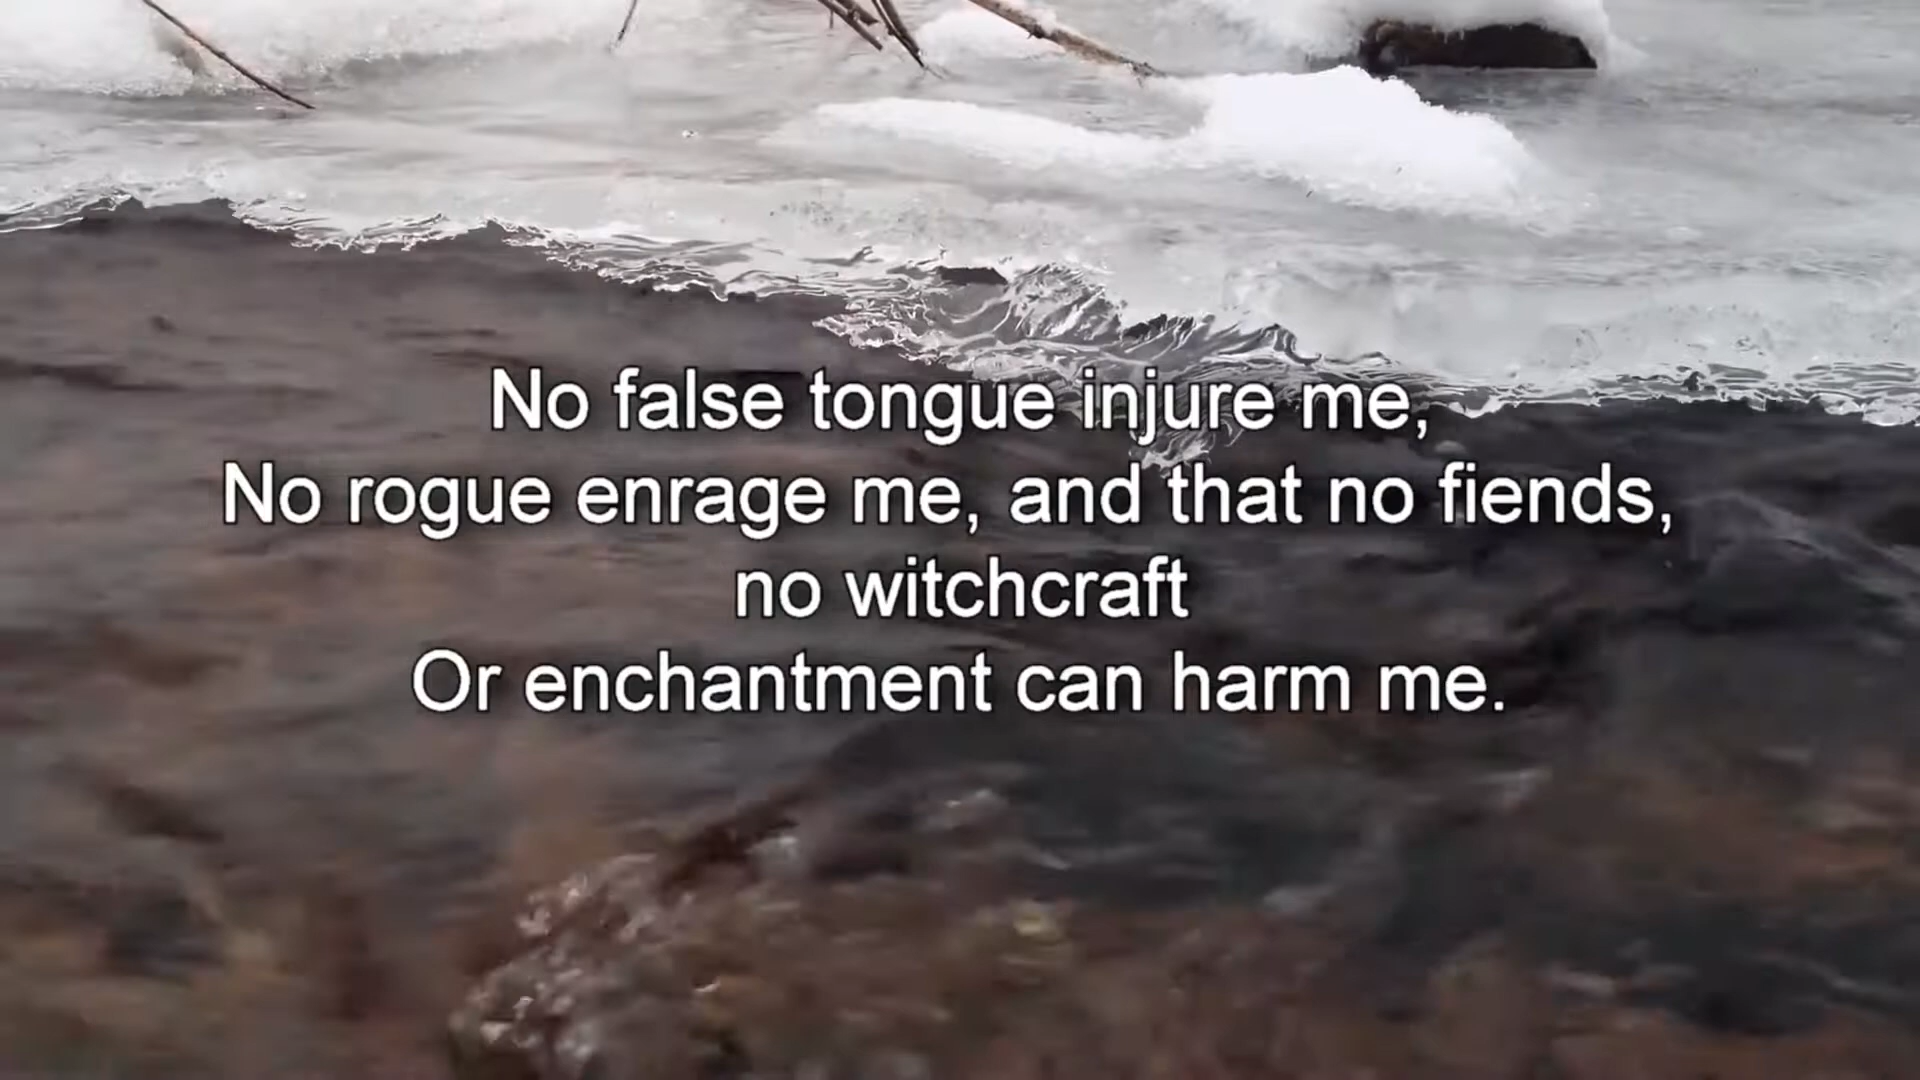 No false tongue injure me,
No rogue enrage me, and that no fiends,
no witchcraft
Or enchantment can harm me.